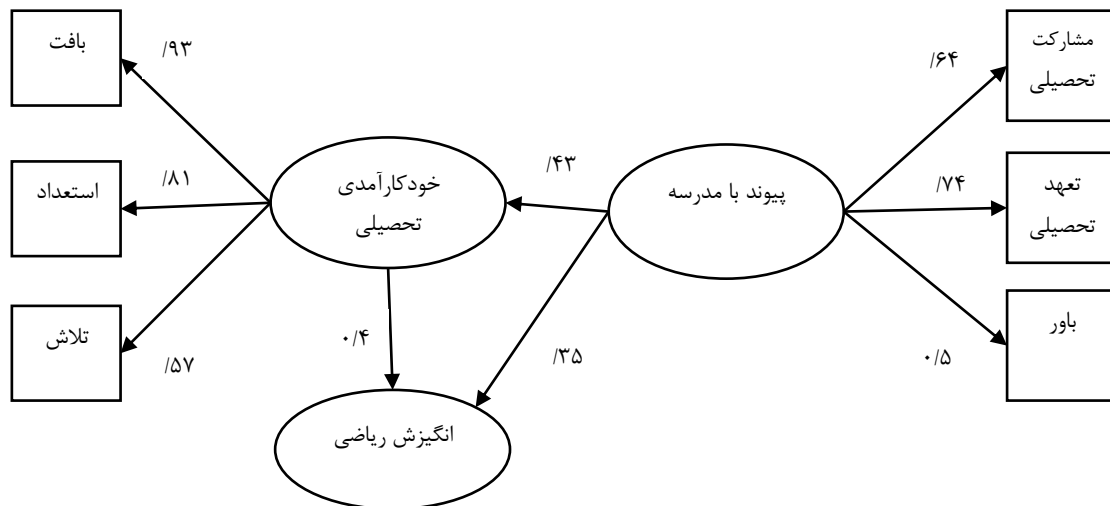 مشارکت
تحصیلی
/۶۴
تعهد
تحصیلی
/۷۴
باور
۰/۵
پیوند با مدرسه
/۴۳
/۳۵
خودکارآمدی
تحصیلی
۰/۴
انگیزش ریاضی
بافت
/۹۳
استعداد
/۸۱
تلاش
/۵۷